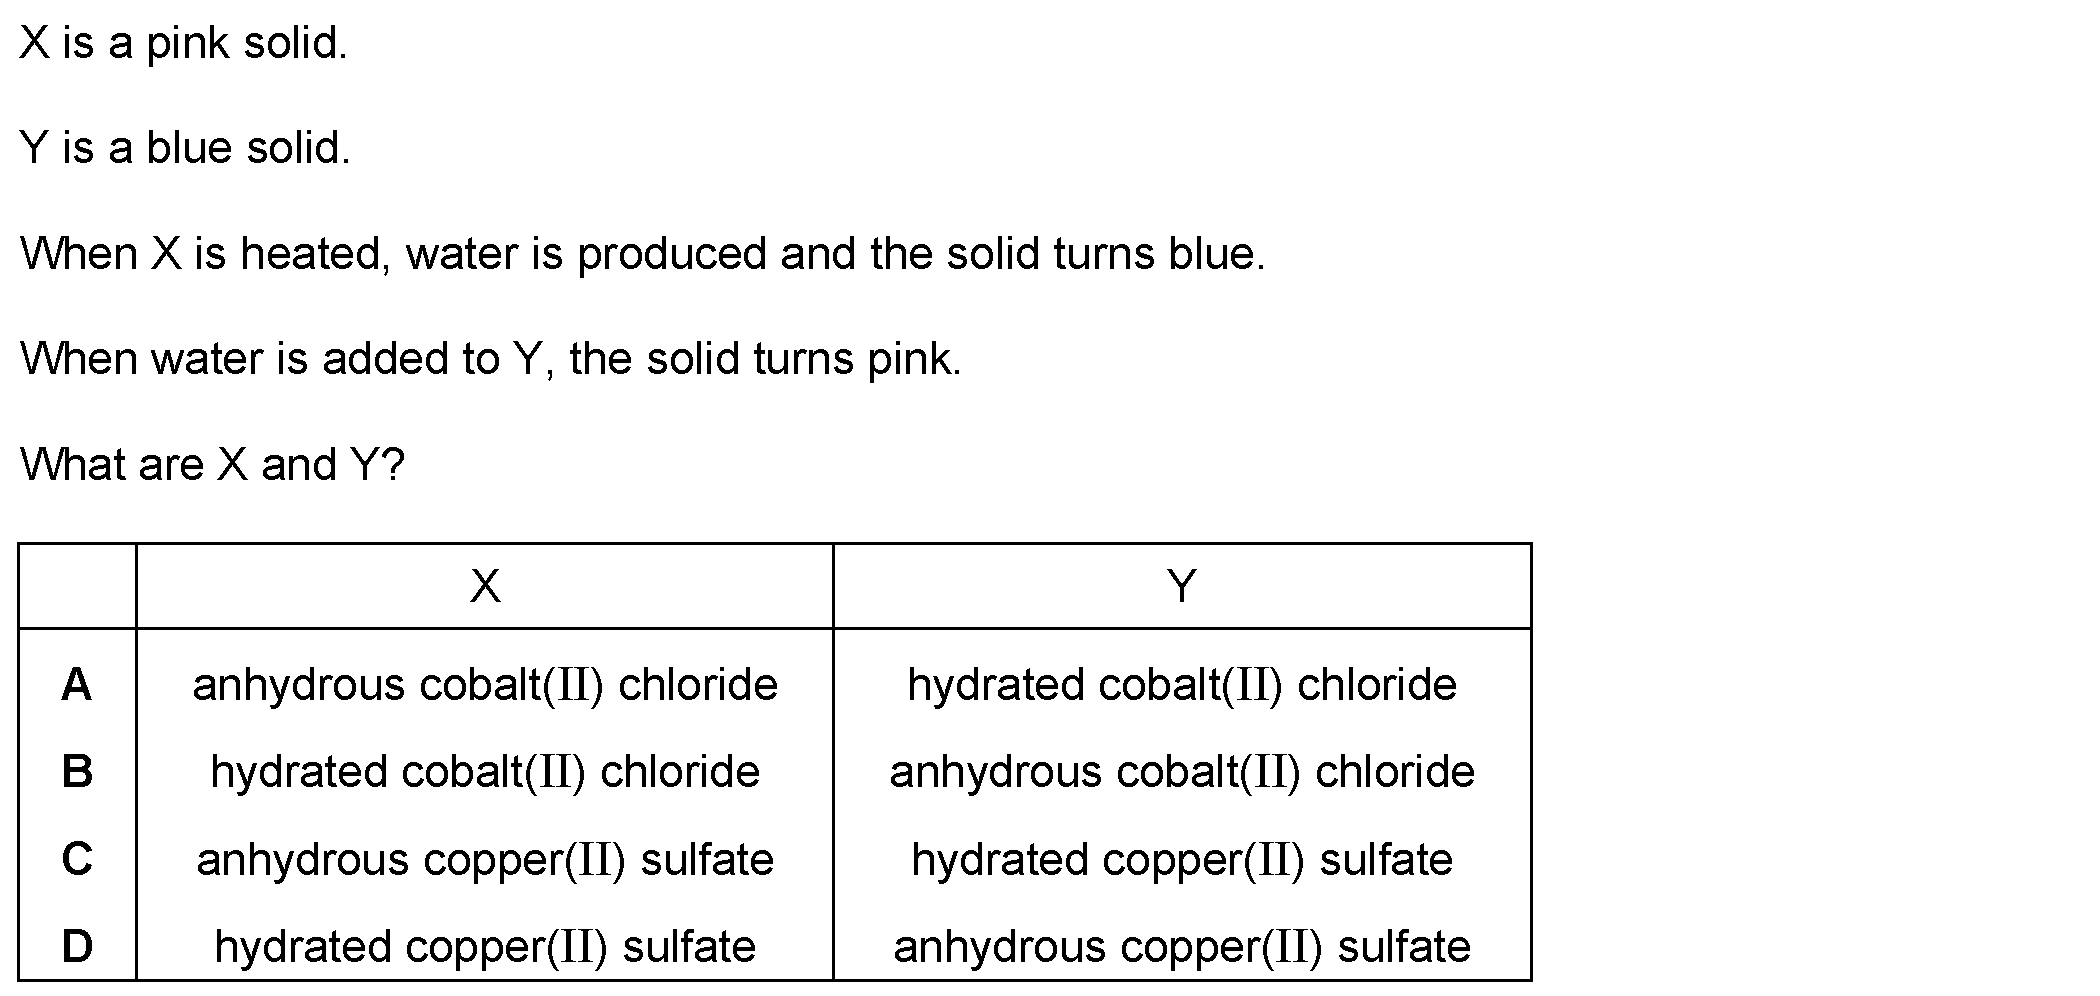 X is a pink solid.
Y is a blue solid.
When X is heated, water is produced and the solid turns blue.
When water is added to Y, the solid turns pink.
What are X and Y?
X Y
A anhydrous cobalt(II) chloride hydrated cobalt(II) chloride
B hydrated cobalt(II) chloride anhydrous cobalt(II) chloride
C anhydrous copper(II) sulfate hydrated copper(II) sulfate
D hydrated copper(II) sulfate anhydrous copper(II) sulfate